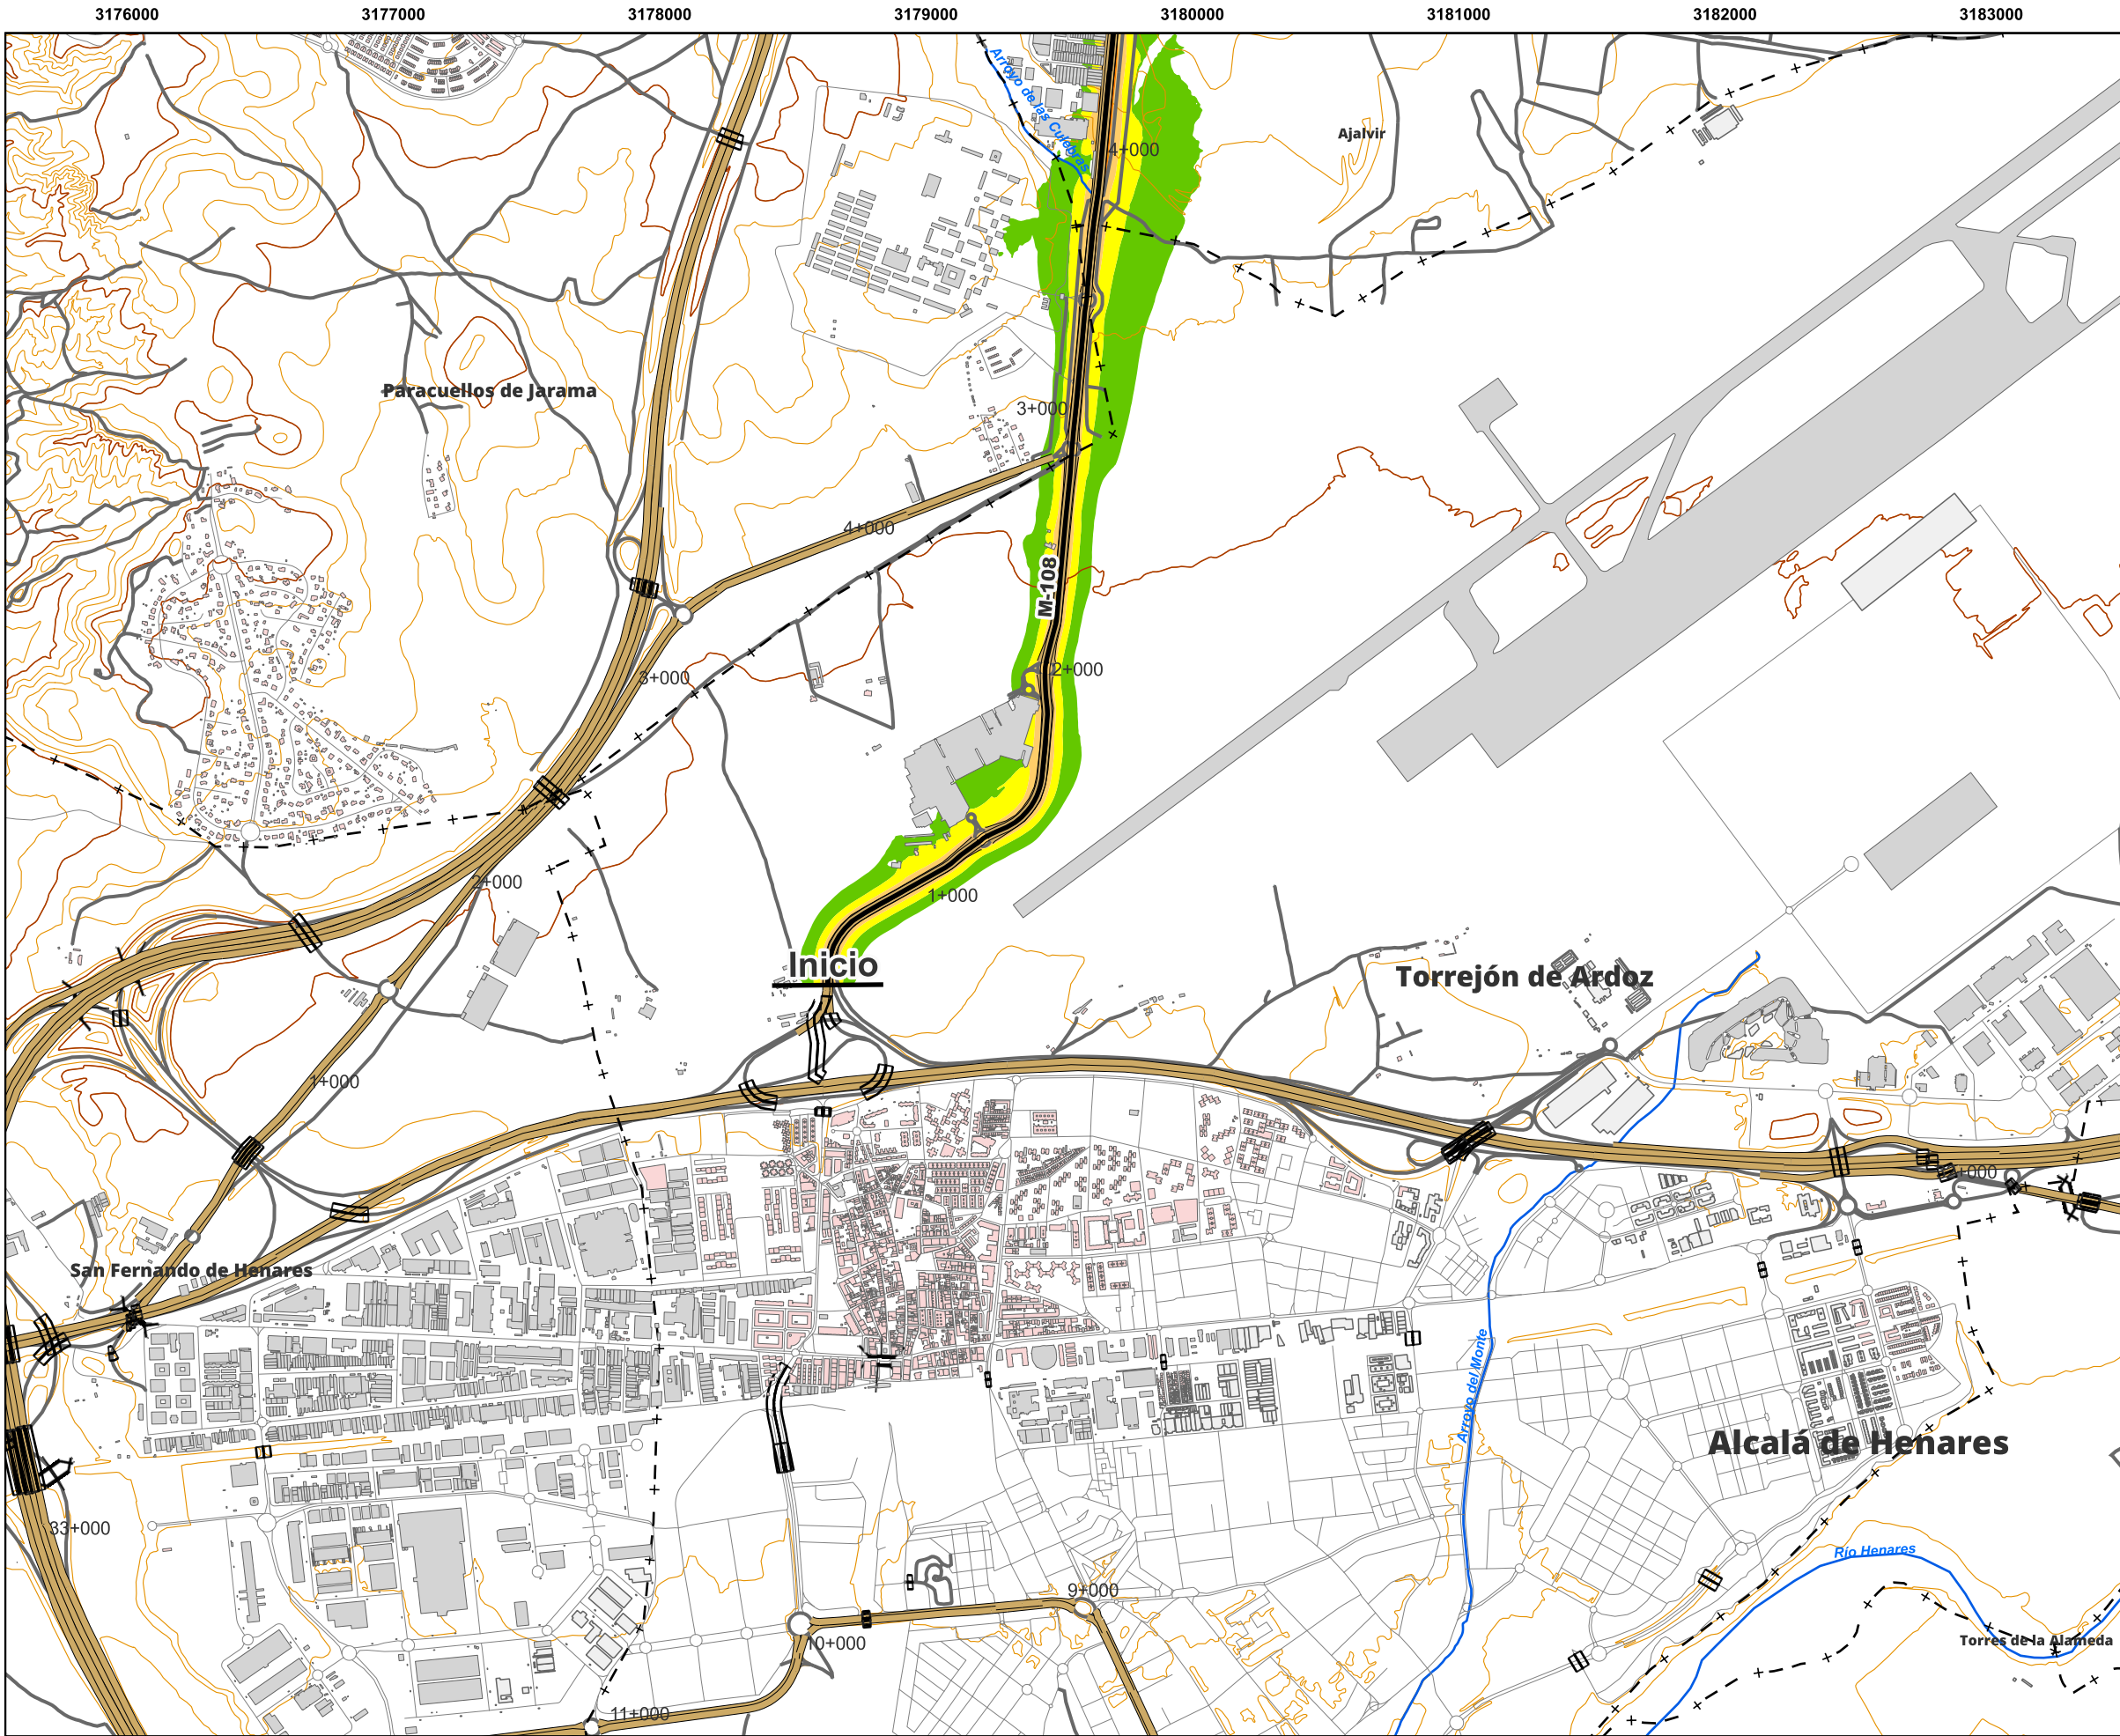 3176000 3177000 3178000 3179000 3180000 3181000 3182000 3183000
Arroyo de las Culebras
Ajalvir
4+000
Paracuellos de Jarama
3+000
4+000
M-108
2+000
3+000
2+000
1+000
Inicio
Torrejón de Ardoz
1+000
+000
San Fernando de Henares
Arroyo del Monte
Alcalá de Henares
33+000
Río Henares
9+000
10+000
Torres de la Alameda
11+000